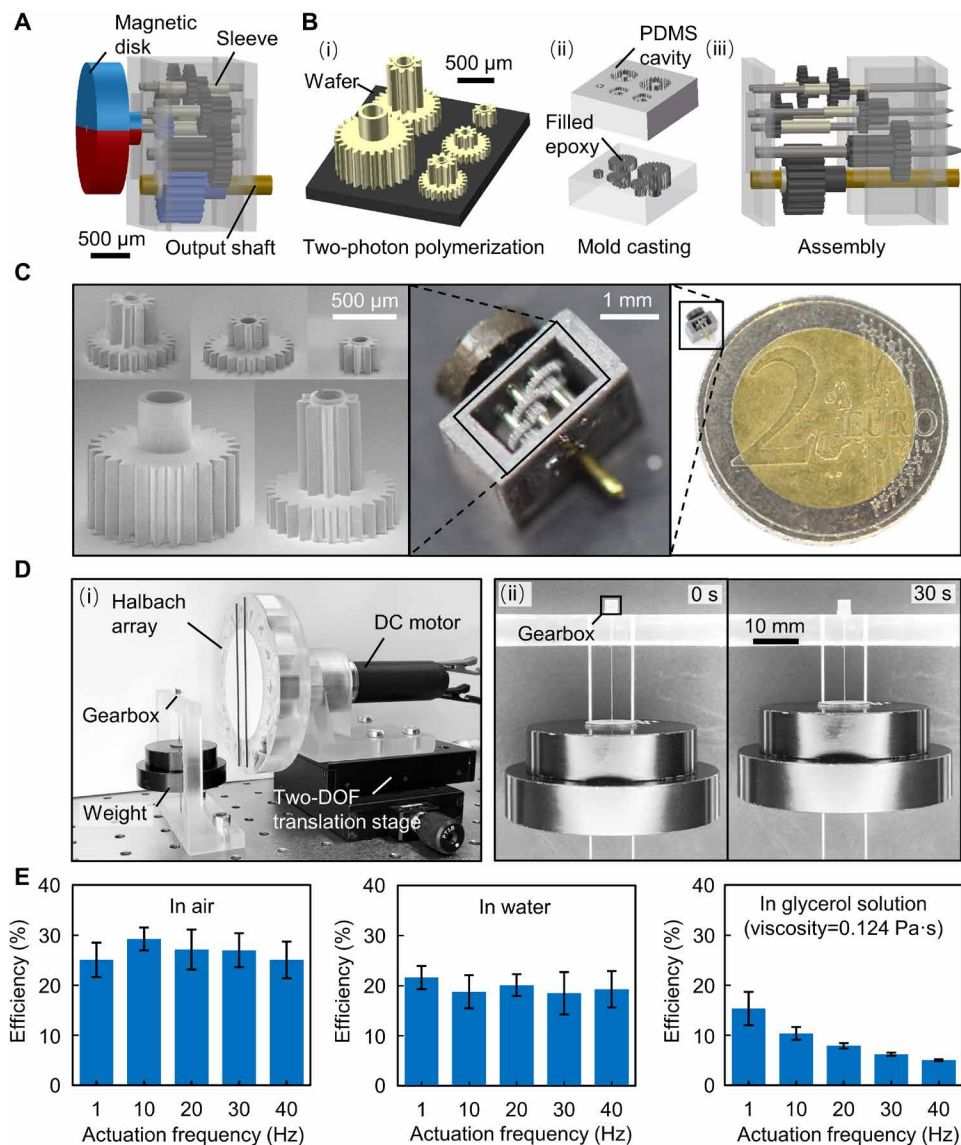 A
Magnetic
disk
Sleeve
500 µm
Output shaft
B
(i)
Wafer
500 µm
Two-photon polymerization
(ii)
PDMS
cavity
Filled
epoxy
Mold casting
(iii)
Assembly
C
500 µm
1 mm
2
EURO
D
(i)
Halbach
array
DC motor
Gearbox
Weight
Two-DOF
translation stage
(ii)
0 s
Gearbox
30 s
10 mm
E
40
30
20
10
0
Efficiency (%)
In air
1 10 20 30 40
Actuation frequency (Hz)
40
30
20
10
0
Efficiency (%)
In water
1 10 20 30 40
Actuation frequency (Hz)
40
30
20
10
0
Efficiency (%)
In glycerol solution
(viscosity=0.124 Pa·s)
1 10 20 30 40
Actuation frequency (Hz)